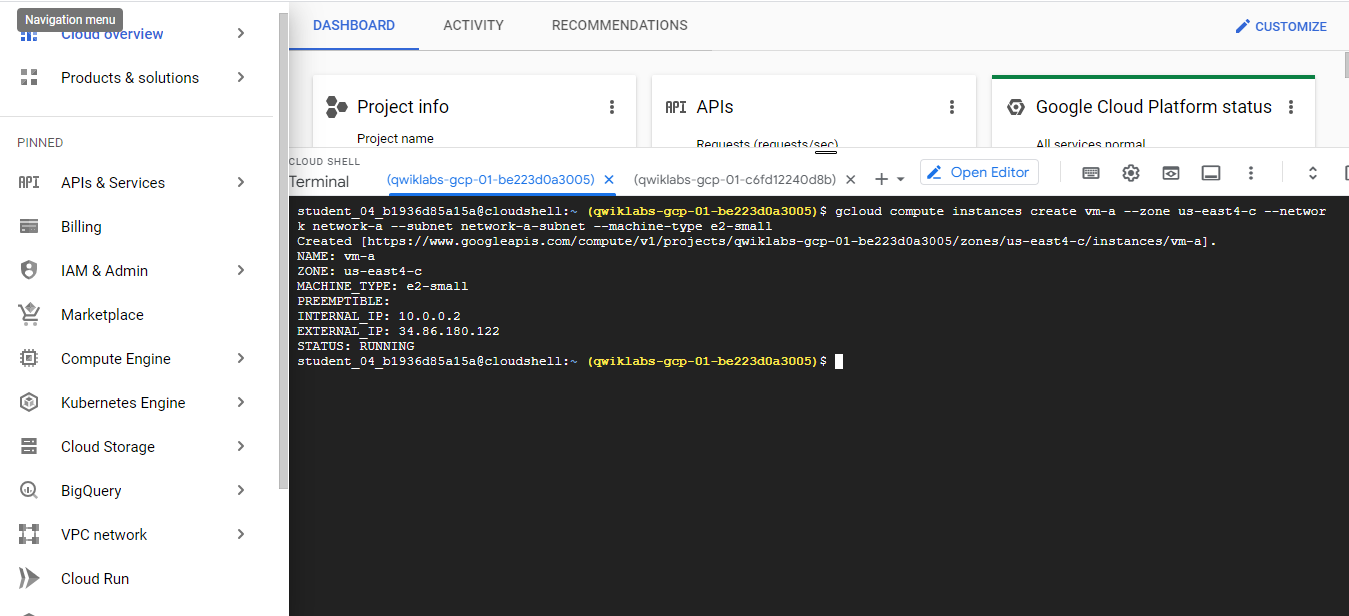 Navigation menu
Cloud overview
Products & solutions
PINNED
API APIs & Services
Billing
IAM & Admin
Marketplace
Compute Engine
Kubernetes Engine
Cloud Storage
BigQuery
VPC network
Cloud Run
DASHBOARD ACTIVITY RECOMMENDATIONS CUSTOMIZE
Project info
Project name
API APIs
Requests (requests/sec)
Google Cloud Platform status
All services normal
CLOUD SHELL
Terminal (qwiklabs-gcp-01-be223d0a3005) × (qwiklabs-gcp-01-c6fd12240d8b) × + Open Editor
student_04_b1936d85a15a@cloudshell:~ (qwiklabs-gcp-01-be223d0a3005)$ gcloud compute instances create vm-a --zone us-east4-c --networ
k network-a --subnet network-a-subnet --machine-type e2-small
Created [https://www.googleapis.com/compute/v1/projects/qwiklabs-gcp-01-be223d0a3005/zones/us-east4-c/instances/vm-a].
NAME: vm-a
ZONE: us-east4-c
MACHINE_TYPE: e2-small
PREEMPTIBLE:
INTERNAL_IP: 10.0.0.2
EXTERNAL_IP: 34.86.180.122
STATUS: RUNNING
student_04_b1936d85a15a@cloudshell:~ (qwiklabs-gcp-01-be223d0a3005)$